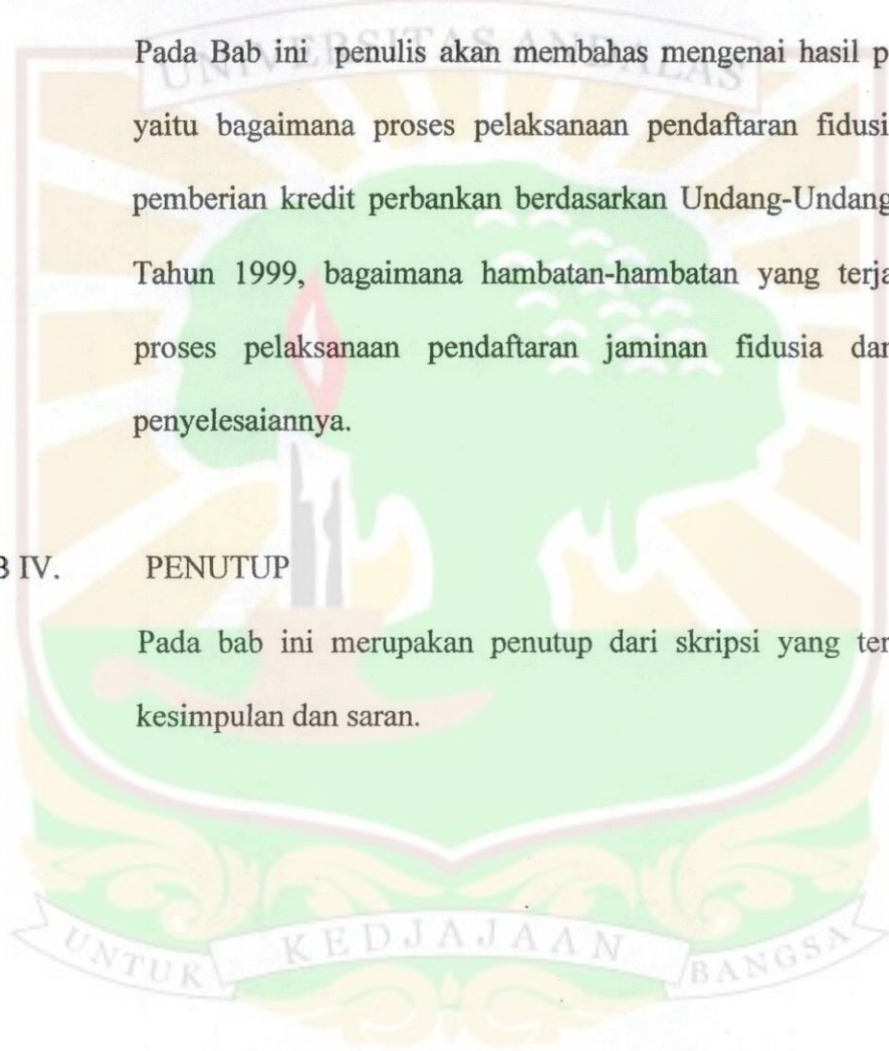 UNIVERSITAS ANDALAS
Pada Bab ini penulis akan membahas mengenai hasil p
yaitu bagaimana proses pelaksanaan pendaftaran fidusi
pemberian kredit perbankan berdasarkan Undang-Undang
Tahun 1999, bagaimana hambatan-hambatan yang terja
proses pelaksanaan pendaftaran jaminan fidusia dar
penyelesaiannya.
B IV. PENUTUP
Pada bab ini merupakan penutup dari skripsi yang ter
kesimpulan dan saran.
UNTUK KEDJAJAAN BANGSA